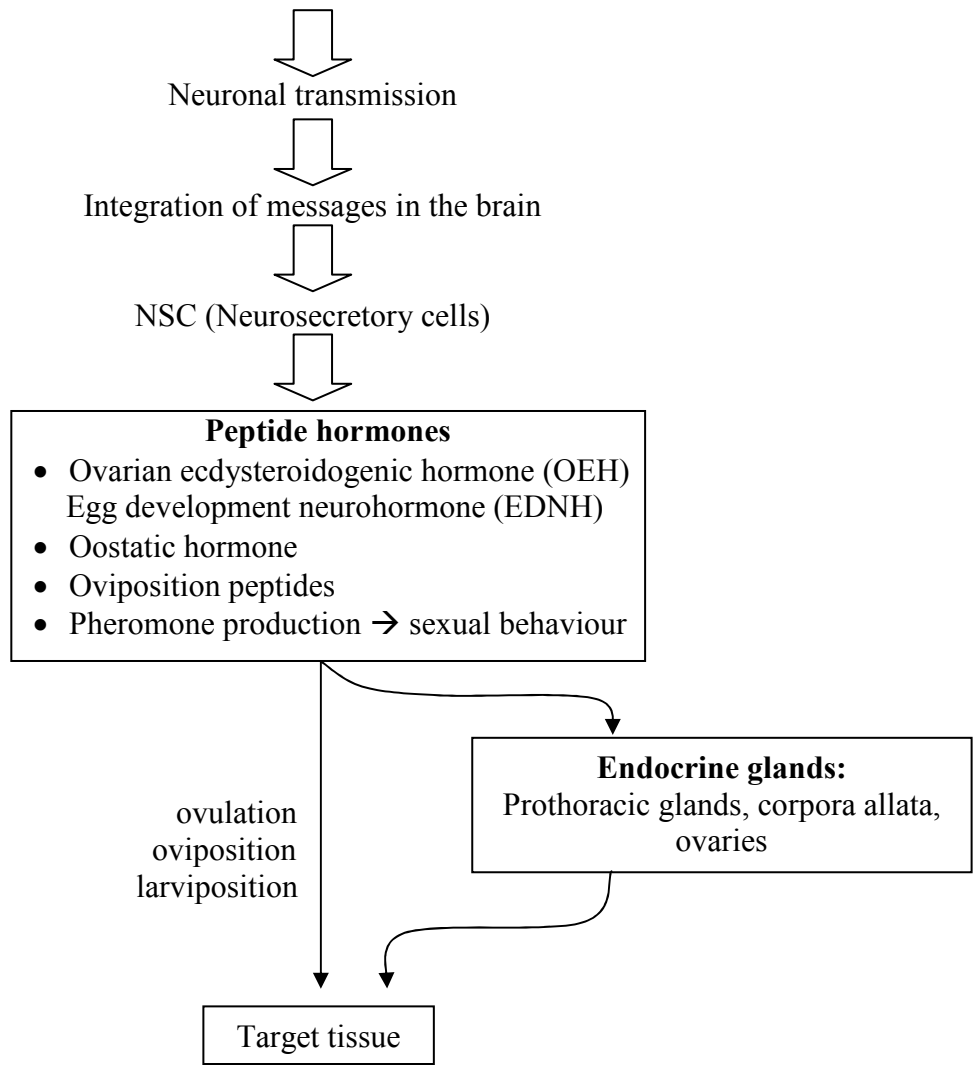 Neuronal transmission
Integration of messages in the brain
NSC (Neurosecretory cells)
Peptide hormones
• Ovarian ecdysteroidogenic hormone (OEH)
Egg development neurohormone (EDNH)
• Oostatic hormone
• Oviposition peptides
• Pheromone production → sexual behaviour
Endocrine glands:
Prothoracic glands, corpora allata,
ovaries
ovulation
oviposition
larviposition
Target tissue